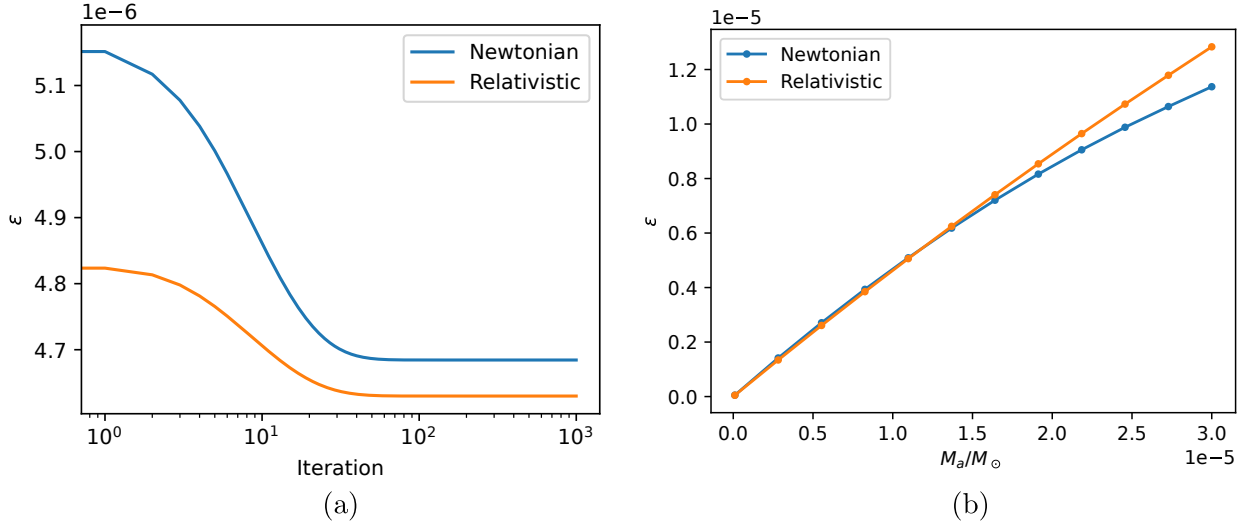 1e−6
Newtonian
Relativistic
5.1
5.0
4.9
4.8
4.7
ε
10⁰ 10¹ 10² 10³
Iteration
(a)
1e−5
Newtonian
Relativistic
1.2
1.0
0.8
0.6
0.4
0.2
0.0
ε
0.0 0.5 1.0 1.5 2.0 2.5 3.0
Mₐ/M☉
1e−5
(b)